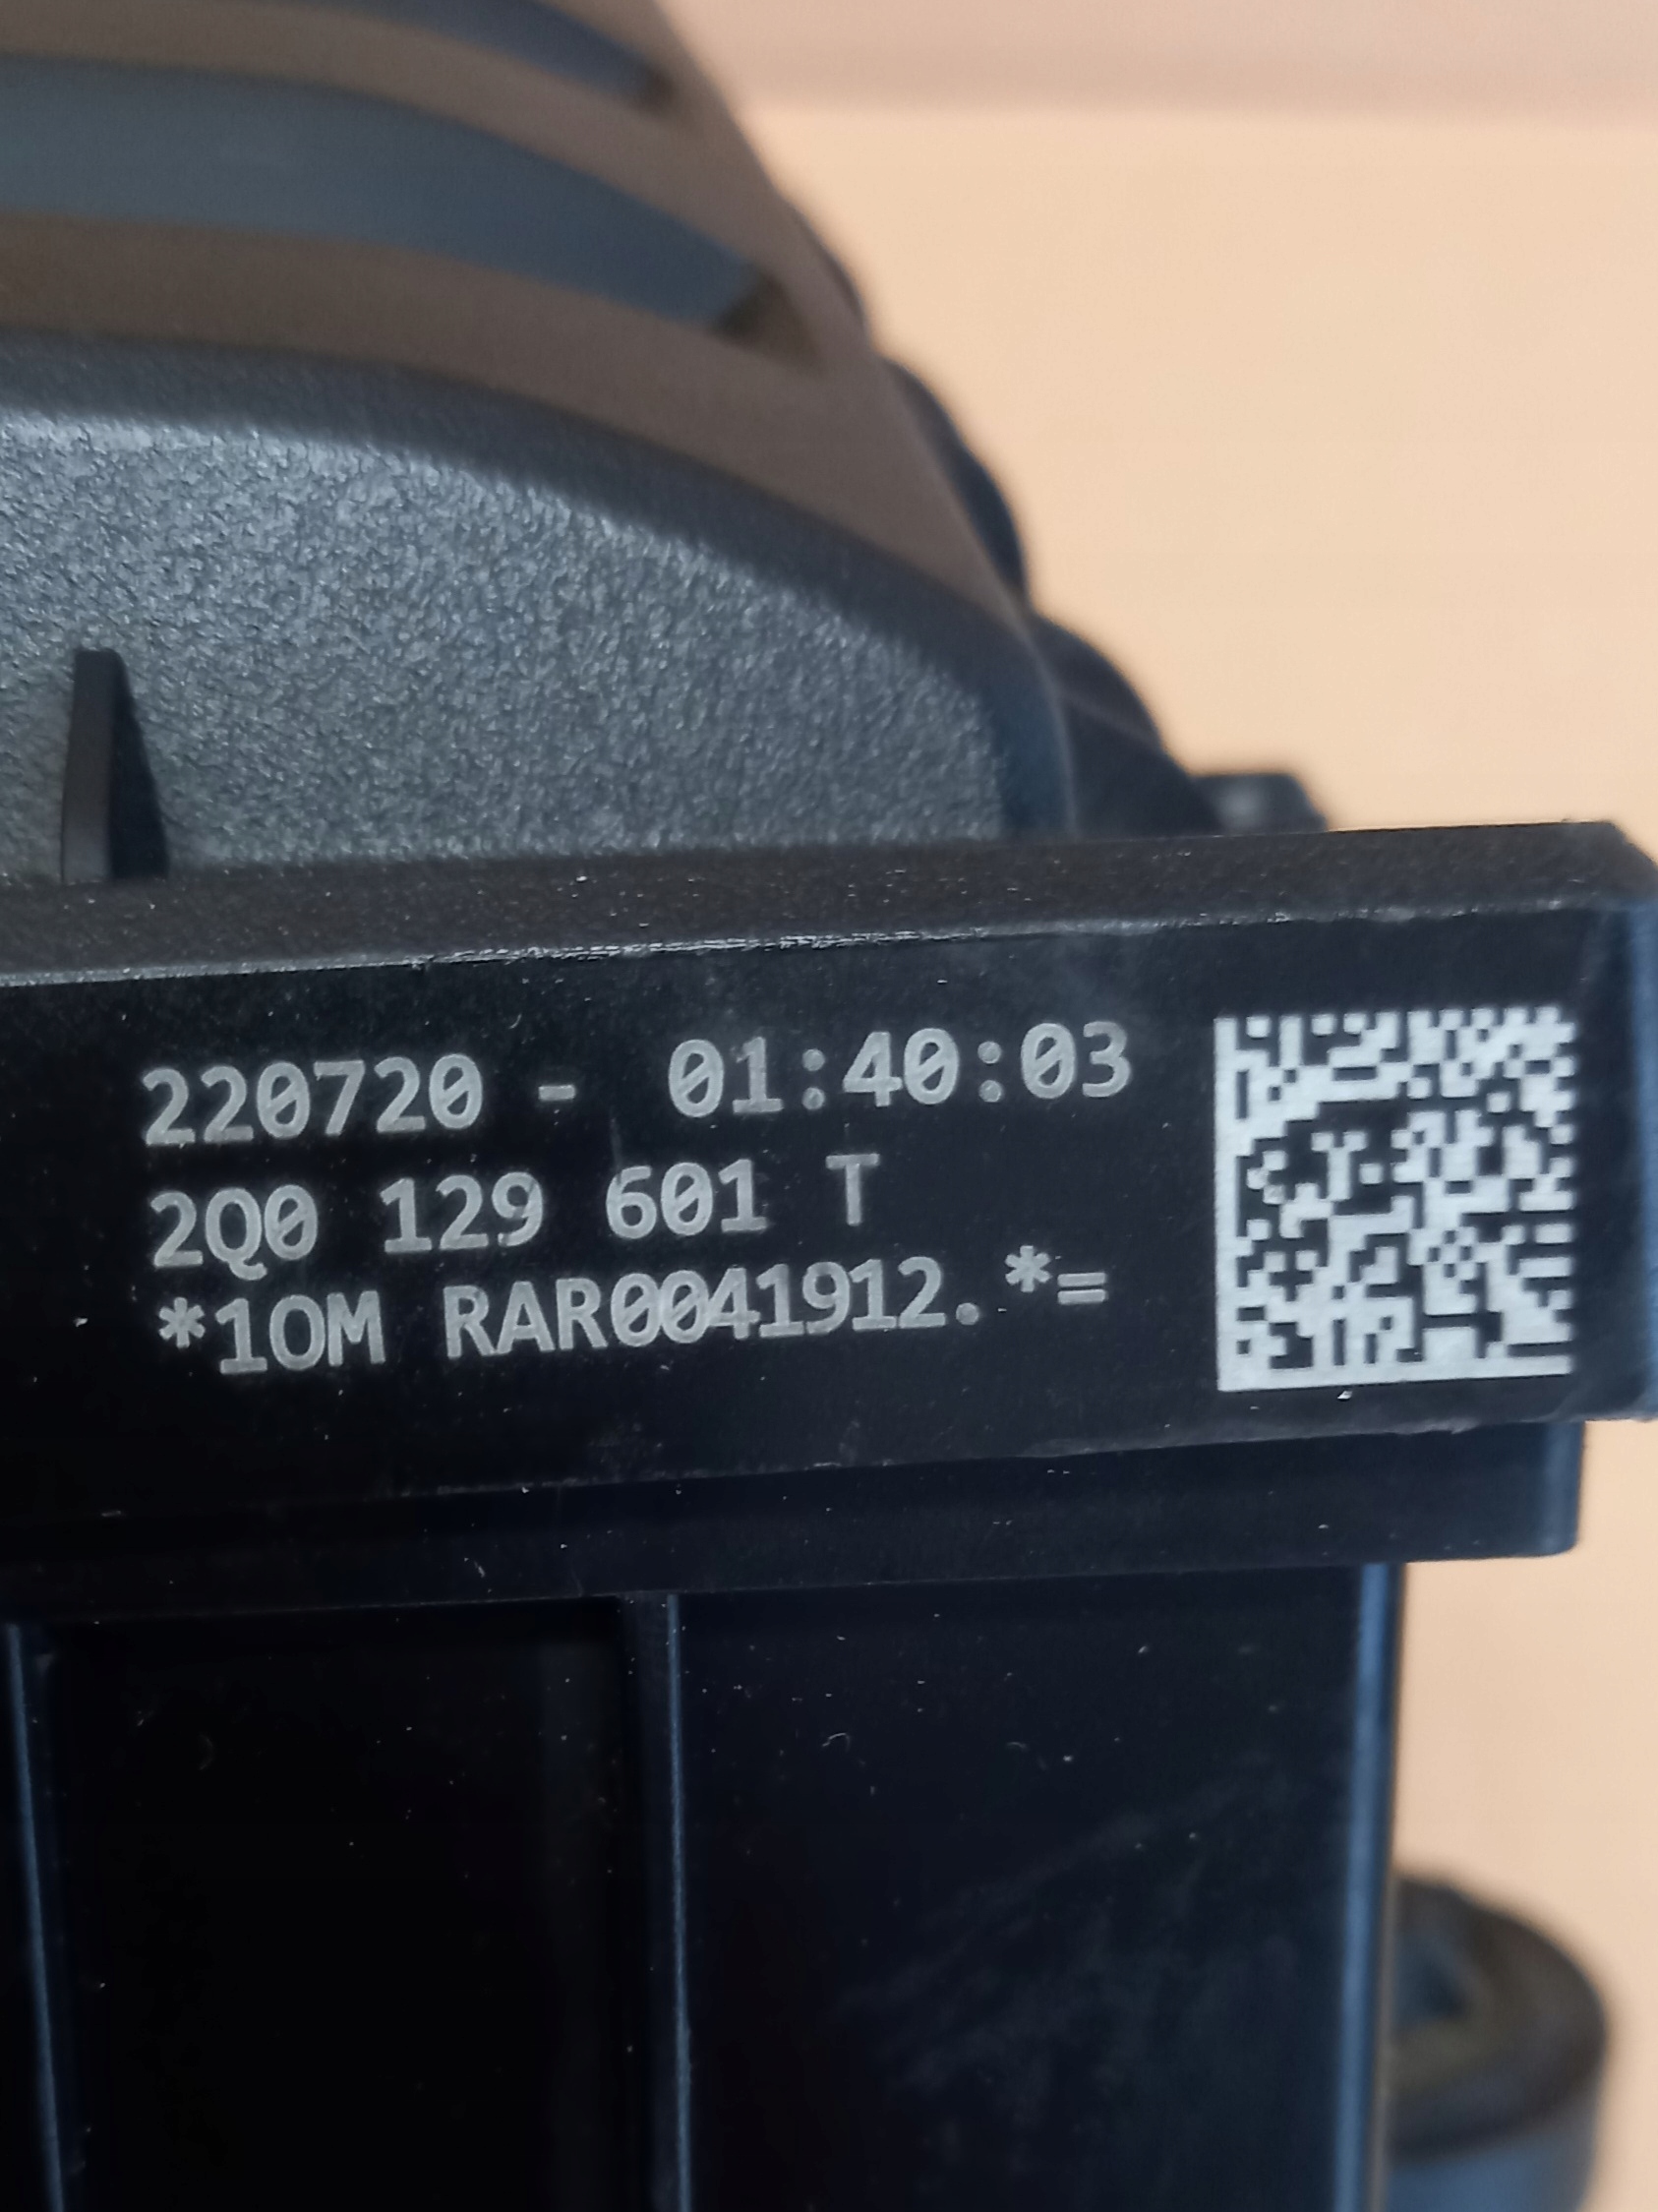 220720 - 01:40:03
2Q0 129 601 T
*1OM RAR0041912.*=